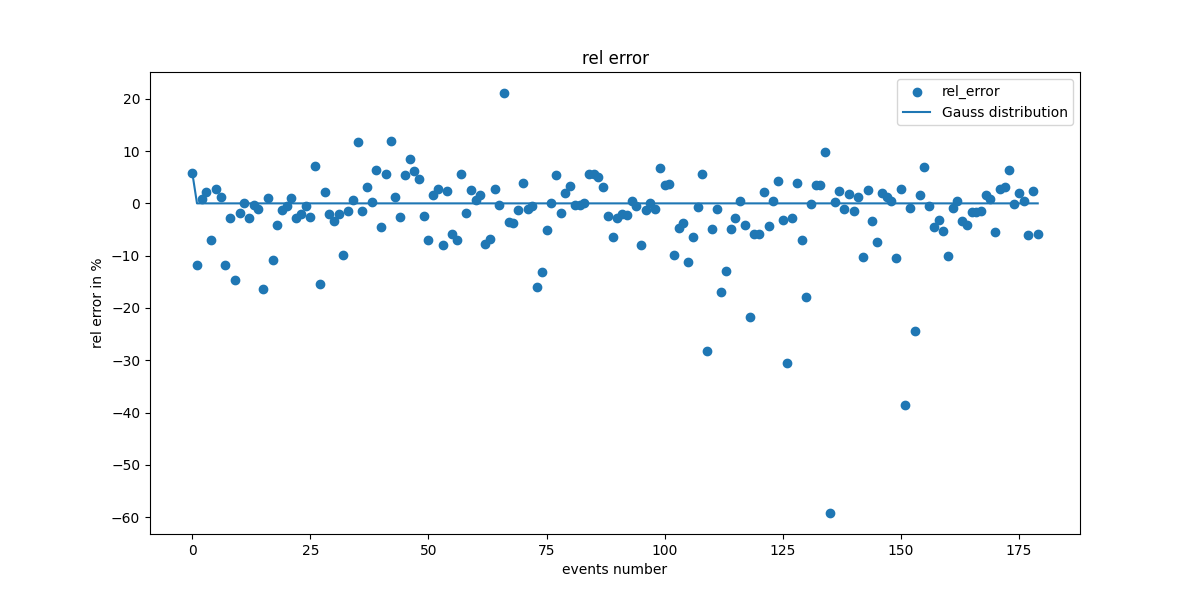 rel error
rel_error
Gauss distribution
20
10
0
−10
−20
−30
−40
−50
−60
rel error in %
0 25 50 75 100 125 150 175
events number